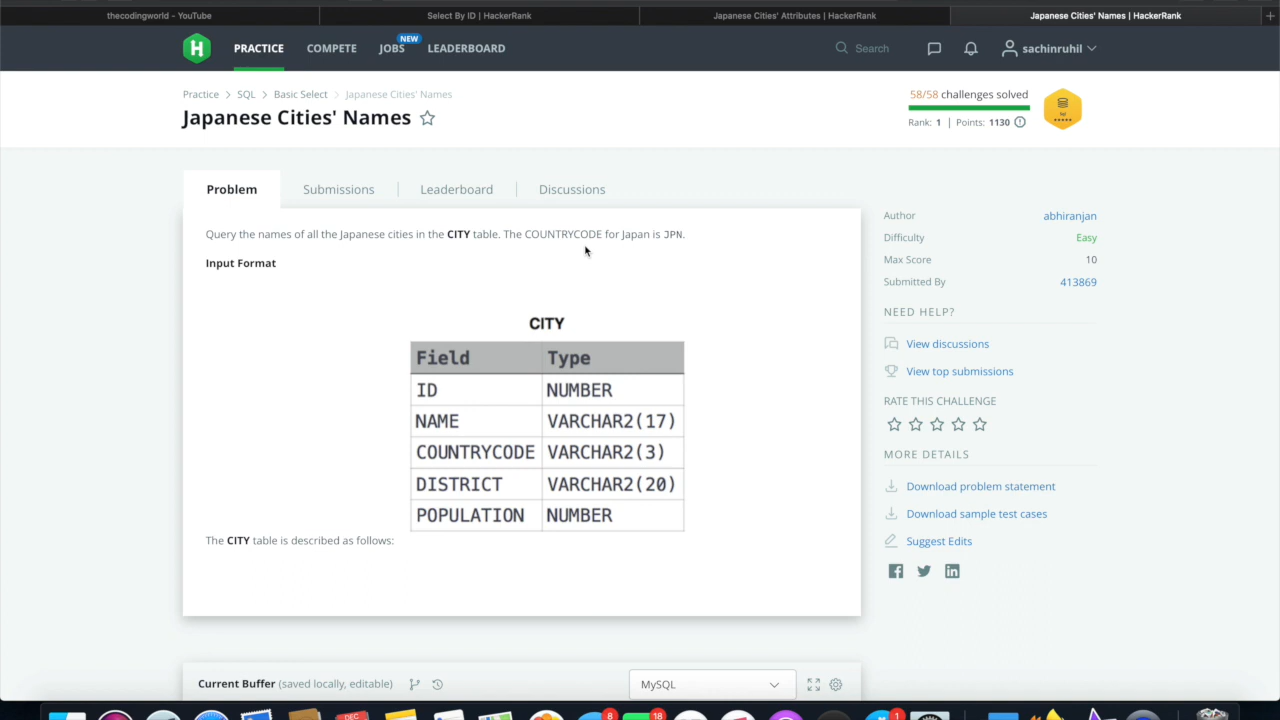 thecodingworld - YouTube
Select By ID | HackerRank
Japanese Cities' Attributes | HackerRank
Japanese Cities' Names | HackerRank
H
PRACTICE
COMPETE
JOBS
NEW
LEADERBOARD
Search
sachinruhil
Practice > SQL > Basic Select > Japanese Cities' Names
Japanese Cities' Names
58/58 challenges solved
Rank: 1 | Points: 1130
Problem
Submissions
Leaderboard
Discussions
Query the names of all the Japanese cities in the CITY table. The COUNTRYCODE for Japan is JPN.
Input Format
CITY
Field Type
ID NUMBER
NAME VARCHAR2(17)
COUNTRYCODE VARCHAR2(3)
DISTRICT VARCHAR2(20)
POPULATION NUMBER
The CITY table is described as follows:
Author abhiranjan
Difficulty Easy
Max Score 10
Submitted By 413869
NEED HELP?
View discussions
View top submissions
RATE THIS CHALLENGE
MORE DETAILS
Download problem statement
Download sample test cases
Suggest Edits
Current Buffer (saved locally, editable)
MySQL
DEC
8
18
1